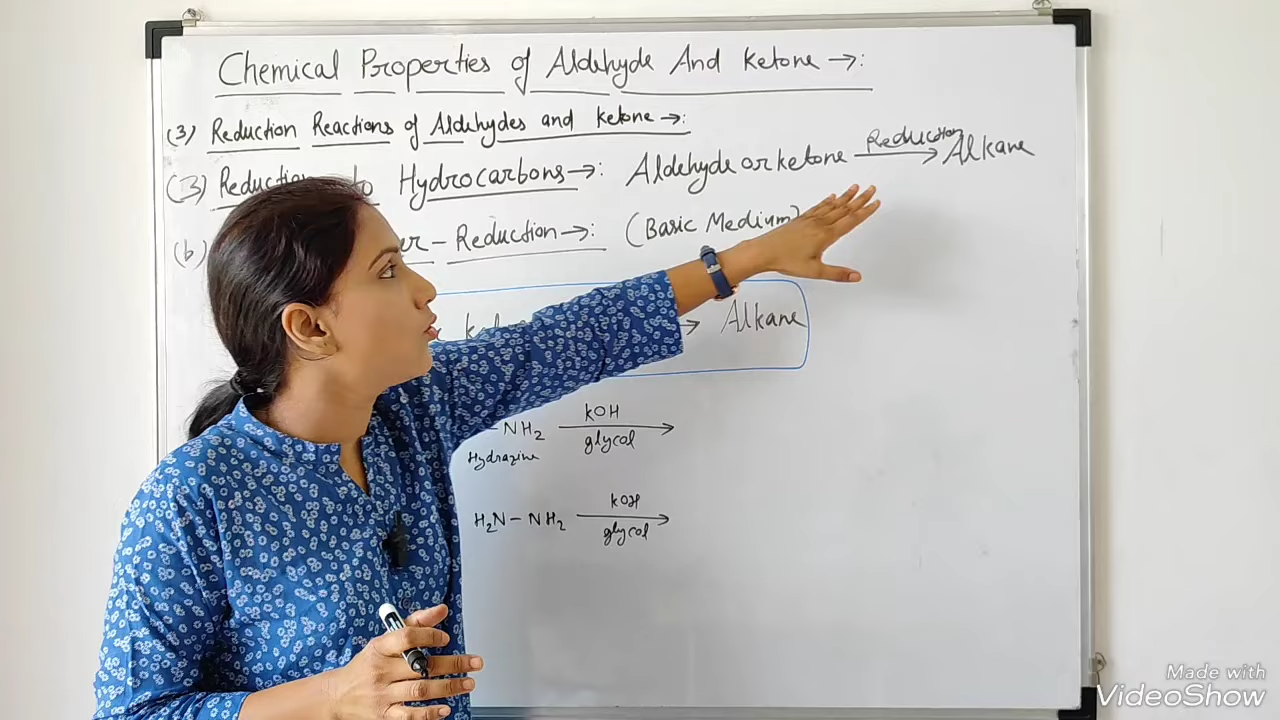 Chemical Properties of Aldehyde And ketone →:
(3) Reduction Reactions of Aldehydes and ketone →:
(3) Reduction to Hydrocarbons →: Aldehyde or ketone Reduction → Alkane
(b) - Reduction →: (Basic Medium)
→ Alkane
- NH2 KOH glycol →
Hydrazine
H2N - NH2 KOH glycol →
Made with
VideoShow